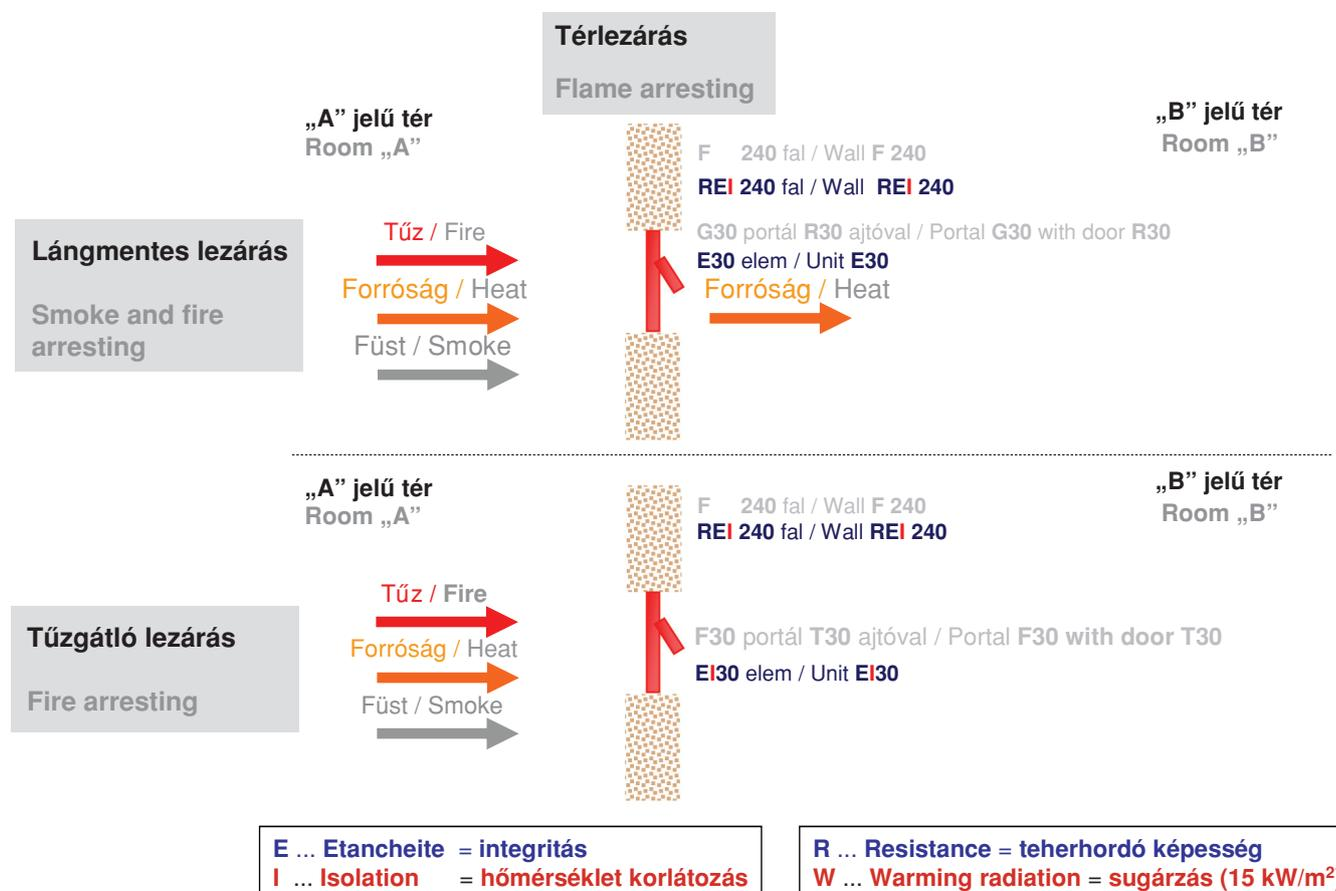 Térlezárás
Flame arresting
„A” jelű tér
Room „A”
„B” jelű tér
Room „B”
F 240 fal / Wall F 240
REI 240 fal / Wall REI 240
Lángmentes lezárás
Smoke and fire
arresting
Tűz / Fire
Forróság / Heat
Füst / Smoke
G30 portál R30 ajtóval / Portal G30 with door R30
E30 elem / Unit E30
Forróság / Heat
„A” jelű tér
Room „A”
„B” jelű tér
Room „B”
F 240 fal / Wall F 240
REI 240 fal / Wall REI 240
Tűzgátló lezárás
Fire arresting
Tűz / Fire
Forróság / Heat
Füst / Smoke
F30 portál T30 ajtóval / Portal F30 with door T30
EI30 elem / Unit EI30
E ... Etancheite = integritás
I ... Isolation = hőmérséklet korlátozás
R ... Resistance = teherhordó képesség
W ... Warming radiation = sugárzás (15 kW/m²)